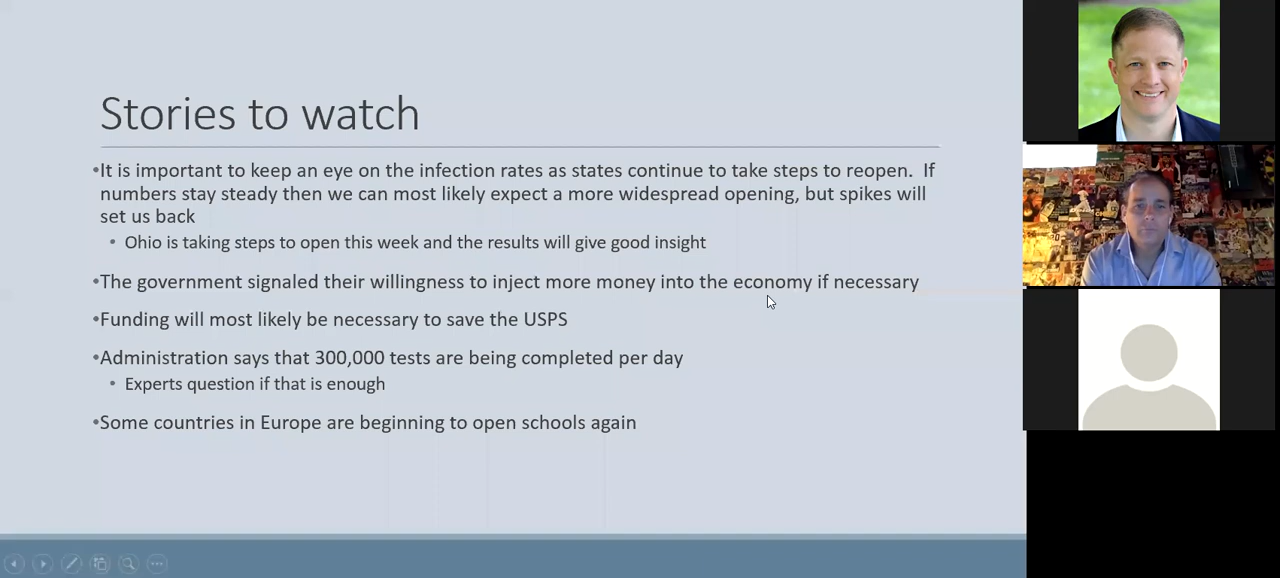 Stories to watch
•It is important to keep an eye on the infection rates as states continue to take steps to reopen.  If
numbers stay steady then we can most likely expect a more widespread opening, but spikes will
set us back
• Ohio is taking steps to open this week and the results will give good insight
•The government signaled their willingness to inject more money into the economy if necessary
•Funding will most likely be necessary to save the USPS
•Administration says that 300,000 tests are being completed per day
• Experts question if that is enough
•Some countries in Europe are beginning to open schools again